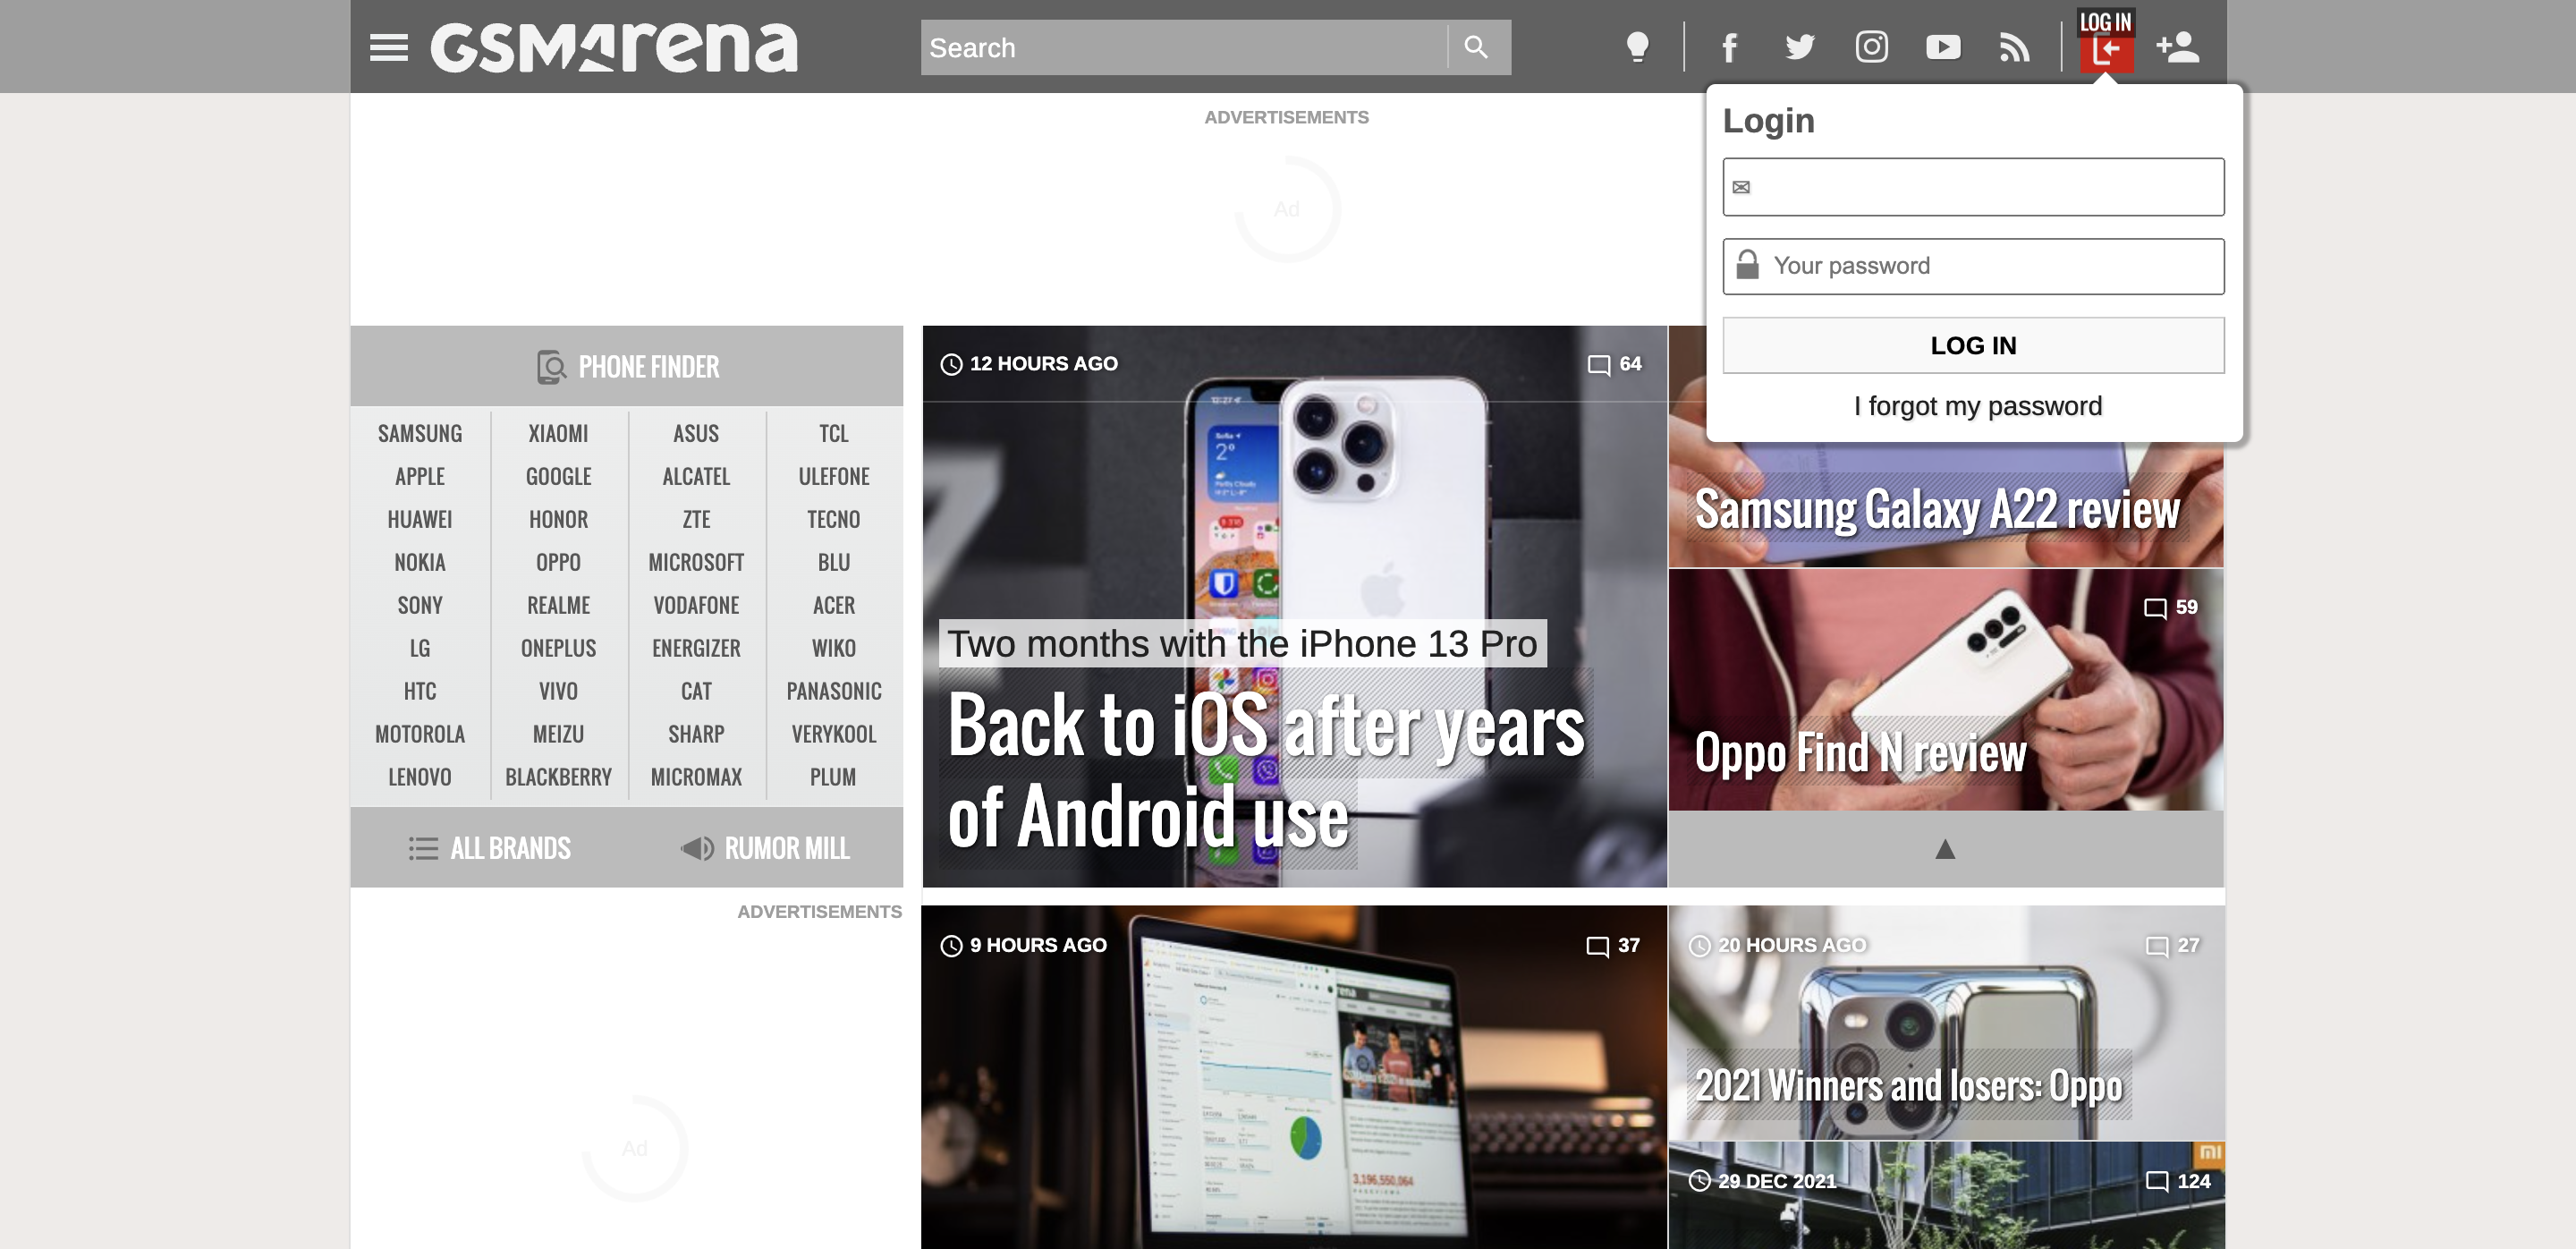 GSMArena
Search
LOG IN
ADVERTISEMENTS
Ad
Login
Your password
LOG IN
I forgot my password
PHONE FINDER
SAMSUNG XIAOMI ASUS TCL
APPLE GOOGLE ALCATEL ULEFONE
HUAWEI HONOR ZTE TECNO
NOKIA OPPO MICROSOFT BLU
SONY REALME VODAFONE ACER
LG ONEPLUS ENERGIZER WIKO
HTC VIVO CAT PANASONIC
MOTOROLA MEIZU SHARP VERYKOOL
LENOVO BLACKBERRY MICROMAX PLUM
ALL BRANDS RUMOR MILL
12 HOURS AGO 64
Two months with the iPhone 13 Pro
Back to iOS after years
of Android use
Samsung Galaxy A22 review
59
Oppo Find N review
ADVERTISEMENTS
Ad
9 HOURS AGO 37
3,196,550,064
20 HOURS AGO 27
2021 Winners and losers: Oppo
29 DEC 2021 124